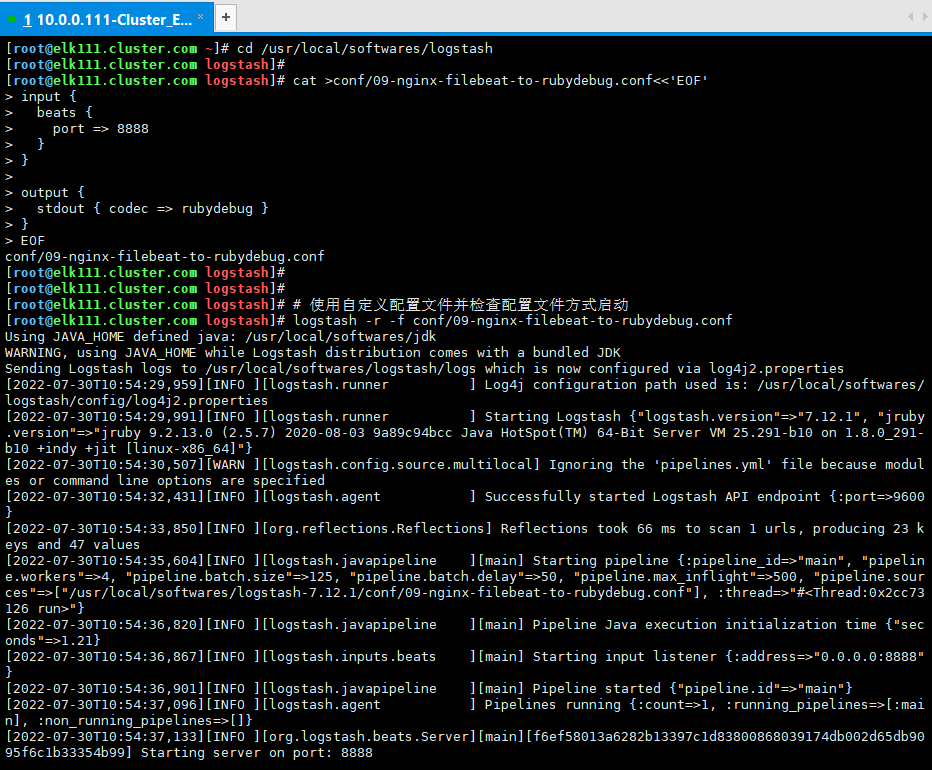 1 10.0.0.111-Cluster_E... × +
[root@elk111.cluster.com ~]# cd /usr/local/softwares/logstash
[root@elk111.cluster.com logstash]#
[root@elk111.cluster.com logstash]# cat >conf/09-nginx-filebeat-to-rubydebug.conf<<'EOF'
> input {
>   beats {
>     port => 8888
>   }
> }
>
> output {
>   stdout { codec => rubydebug }
> }
> EOF
conf/09-nginx-filebeat-to-rubydebug.conf
[root@elk111.cluster.com logstash]#
[root@elk111.cluster.com logstash]#
[root@elk111.cluster.com logstash]# # 使用自定义配置文件并检查配置文件方式启动
[root@elk111.cluster.com logstash]# logstash -r -f conf/09-nginx-filebeat-to-rubydebug.conf
Using JAVA_HOME defined java: /usr/local/softwares/jdk
WARNING, using JAVA_HOME while Logstash distribution comes with a bundled JDK
Sending Logstash logs to /usr/local/softwares/logstash/logs which is now configured via log4j2.properties
[2022-07-30T10:54:29,959][INFO ][logstash.runner          ] Log4j configuration path used is: /usr/local/softwares/
logstash/config/log4j2.properties
[2022-07-30T10:54:29,991][INFO ][logstash.runner          ] Starting Logstash {"logstash.version"=>"7.12.1", "jruby
.version"=>"jruby 9.2.13.0 (2.5.7) 2020-08-03 9a89c94bcc Java HotSpot(TM) 64-Bit Server VM 25.291-b10 on 1.8.0_291-
b10 +indy +jit [linux-x86_64]"}
[2022-07-30T10:54:30,507][WARN ][logstash.config.source.multilocal] Ignoring the 'pipelines.yml' file because modul
es or command line options are specified
[2022-07-30T10:54:32,431][INFO ][logstash.agent           ] Successfully started Logstash API endpoint {:port=>9600
}
[2022-07-30T10:54:33,850][INFO ][org.reflections.Reflections] Reflections took 66 ms to scan 1 urls, producing 23 k
eys and 47 values
[2022-07-30T10:54:35,604][INFO ][logstash.javapipeline    ][main] Starting pipeline {:pipeline_id=>"main", "pipelin
e.workers"=>4, "pipeline.batch.size"=>125, "pipeline.batch.delay"=>50, "pipeline.max_inflight"=>500, "pipeline.sour
ces"=>["/usr/local/softwares/logstash-7.12.1/conf/09-nginx-filebeat-to-rubydebug.conf"], :thread=>"#<Thread:0x2cc73
126 run>"}
[2022-07-30T10:54:36,820][INFO ][logstash.javapipeline    ][main] Pipeline Java execution initialization time {"sec
onds"=>1.21}
[2022-07-30T10:54:36,867][INFO ][logstash.inputs.beats    ][main] Starting input listener {:address=>"0.0.0.0:8888"
}
[2022-07-30T10:54:36,901][INFO ][logstash.javapipeline    ][main] Pipeline started {"pipeline.id"=>"main"}
[2022-07-30T10:54:37,096][INFO ][logstash.agent           ] Pipelines running {:count=>1, :running_pipelines=>[:mai
n], :non_running_pipelines=>[]}
[2022-07-30T10:54:37,133][INFO ][org.logstash.beats.Server][main][f6ef58013a6282b13397c1d83800868039174db002d65db90
95f6c1b33354b99] Starting server on port: 8888